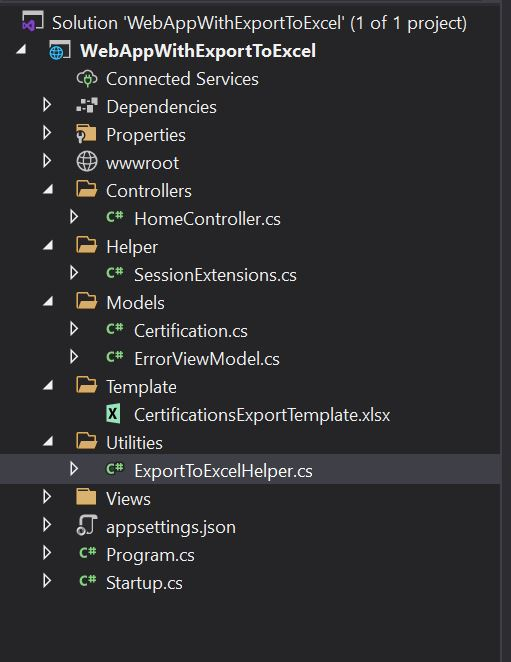 Solution 'WebAppWithExportToExcel' (1 of 1 project)
WebAppWithExportToExcel
Connected Services
Dependencies
Properties
wwwroot
Controllers
C# HomeController.cs
Helper
C# SessionExtensions.cs
Models
C# Certification.cs
C# ErrorViewModel.cs
Template
X CertificationsExportTemplate.xlsx
Utilities
C# ExportToExcelHelper.cs
Views
appsettings.json
C# Program.cs
C# Startup.cs